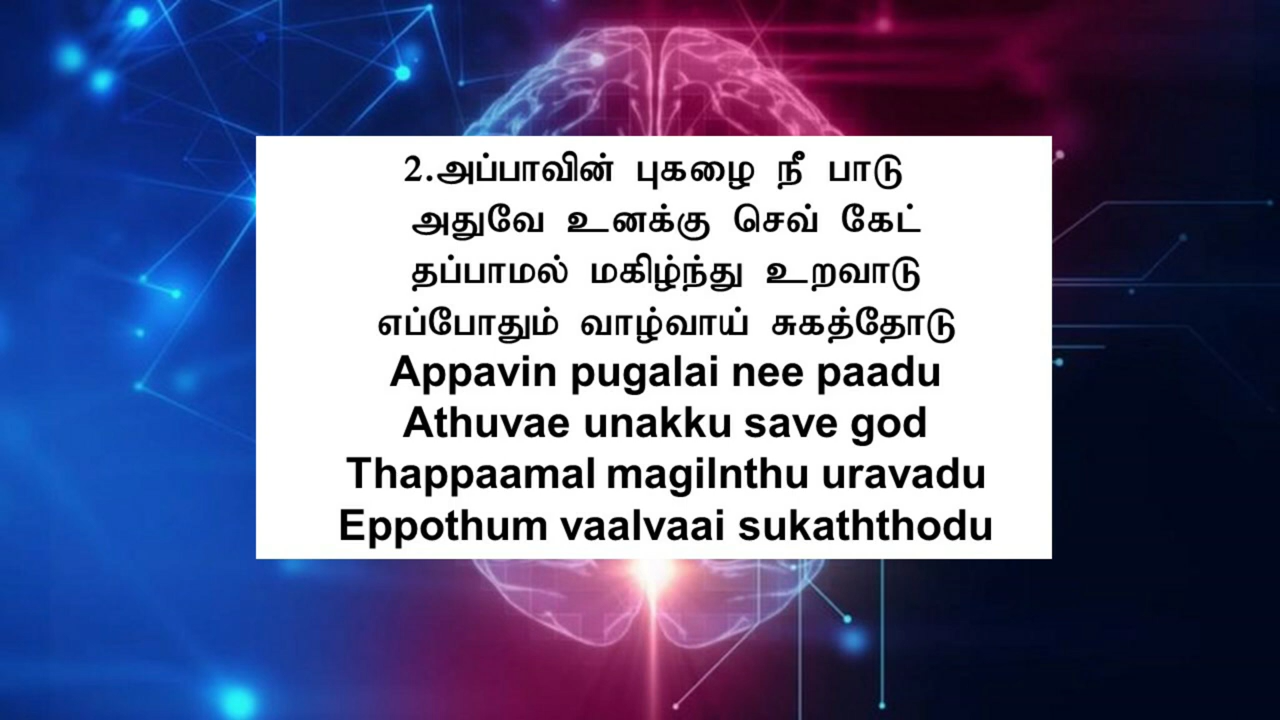 2.அப்பாவின் புகழை நீ பாடு
அதுவே உனக்கு செவ் கேட்
தப்பாமல் மகிழ்ந்து உறவாடு
எப்போதும் வாழ்வாய் சுகத்தோடு
Appavin pugalai nee paadu
Athuvae unakku save god
Thappaamal magilnthu uravadu
Eppothum vaalvaai sukaththodu